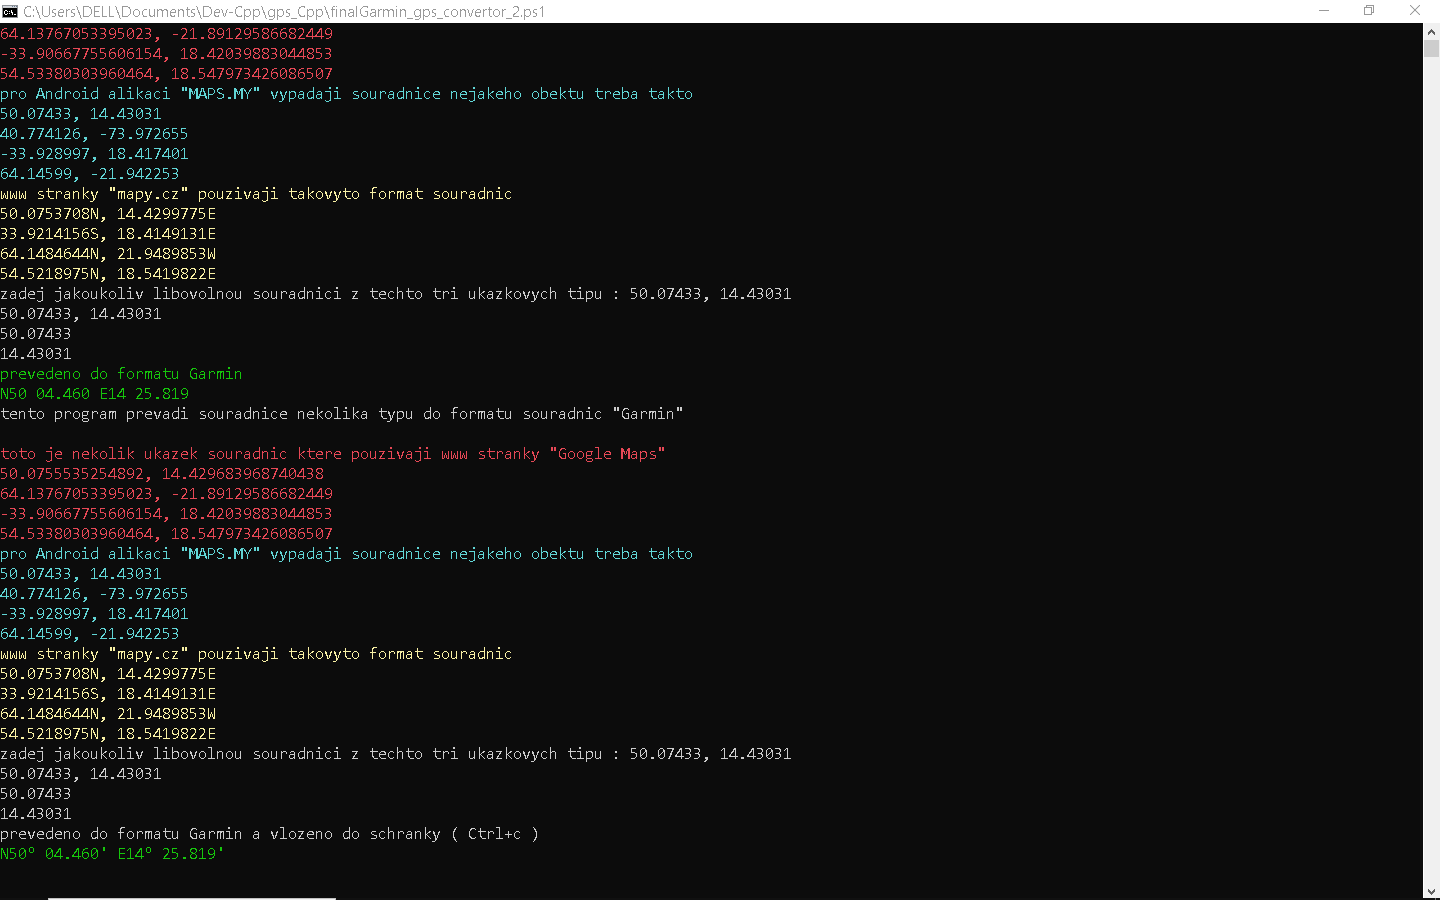 C:\Users\DELL\Documents\Dev-Cpp\gps_Cpp\finalGarmin_gps_convertor_2.ps1
64.13767053395023, -21.89129586682449
-33.90667755606154, 18.42039883044853
54.53380303960464, 18.547973426086507
pro Android alikaci "MAPS.MY" vypadaji souradnice nejakeho obektu treba takto
50.07433, 14.43031
40.774126, -73.972655
-33.928997, 18.417401
64.14599, -21.942253
www stranky "mapy.cz" pouzivaji takovyto format souradnic
50.0753708N, 14.4299775E
33.9214156S, 18.4149131E
64.1484644N, 21.9489853W
54.5218975N, 18.5419822E
zadej jakoukoliv libovolnou souradnici z techto tri ukazkovych tipu : 50.07433, 14.43031
50.07433, 14.43031
50.07433
14.43031
prevedeno do formatu Garmin
N50 04.460 E14 25.819
tento program prevadi souradnice nekolika typu do formatu souradnic "Garmin"
toto je nekolik ukazek souradnic ktere pouzivaji www stranky "Google Maps"
50.0755535254892, 14.429683968740438
64.13767053395023, -21.89129586682449
-33.90667755606154, 18.42039883044853
54.53380303960464, 18.547973426086507
pro Android alikaci "MAPS.MY" vypadaji souradnice nejakeho obektu treba takto
50.07433, 14.43031
40.774126, -73.972655
-33.928997, 18.417401
64.14599, -21.942253
www stranky "mapy.cz" pouzivaji takovyto format souradnic
50.0753708N, 14.4299775E
33.9214156S, 18.4149131E
64.1484644N, 21.9489853W
54.5218975N, 18.5419822E
zadej jakoukoliv libovolnou souradnici z techto tri ukazkovych tipu : 50.07433, 14.43031
50.07433, 14.43031
50.07433
14.43031
prevedeno do formatu Garmin a vlozeno do schranky ( Ctrl+c )
N50° 04.460' E14° 25.819'